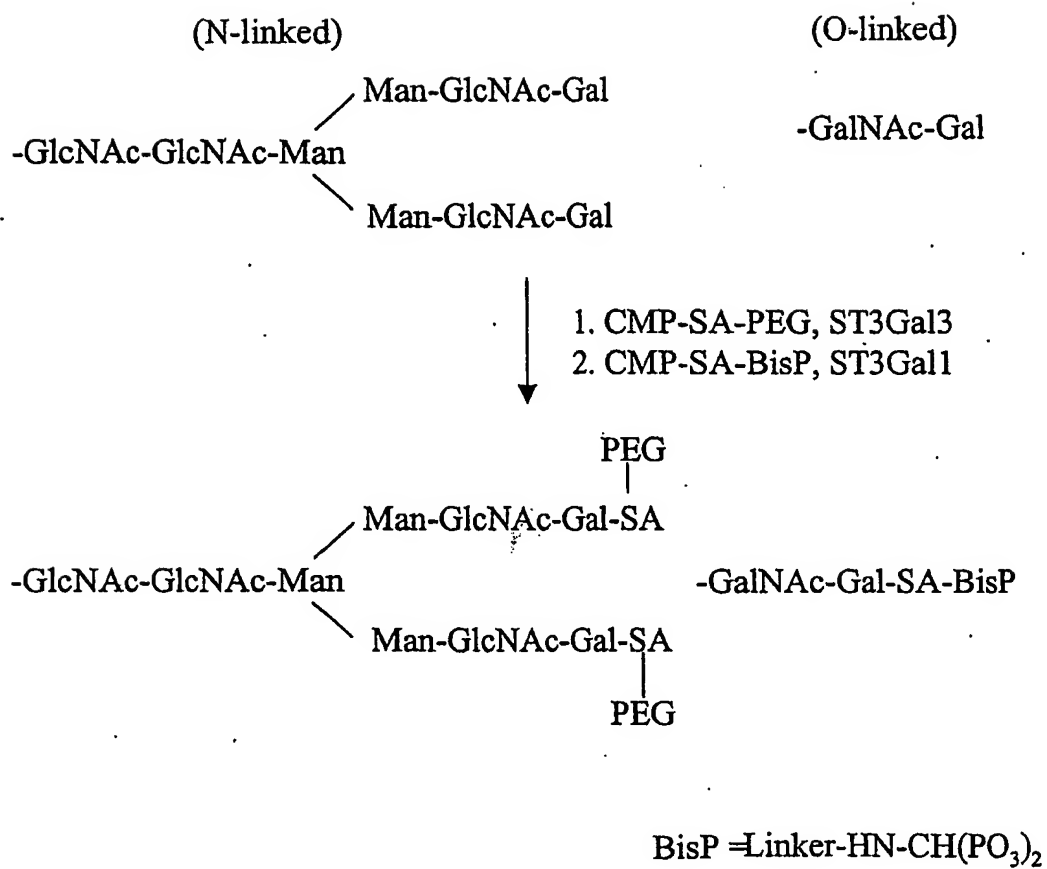 (N-linked)
(O-linked)
Man-GlcNAc-Gal
-GalNAc-Gal
-GlcNAc-GlcNAc-Man
Man-GlcNAc-Gal
1. CMP-SA-PEG, ST3Gal3
2. CMP-SA-BisP, ST3Gal1
PEG
Man-GlcNAc-Gal-SA
-GlcNAc-GlcNAc-Man
-GalNAc-Gal-SA-BisP
Man-GlcNAc-Gal-SA
PEG
BisP =Linker-HN-CH(PO₃)₂